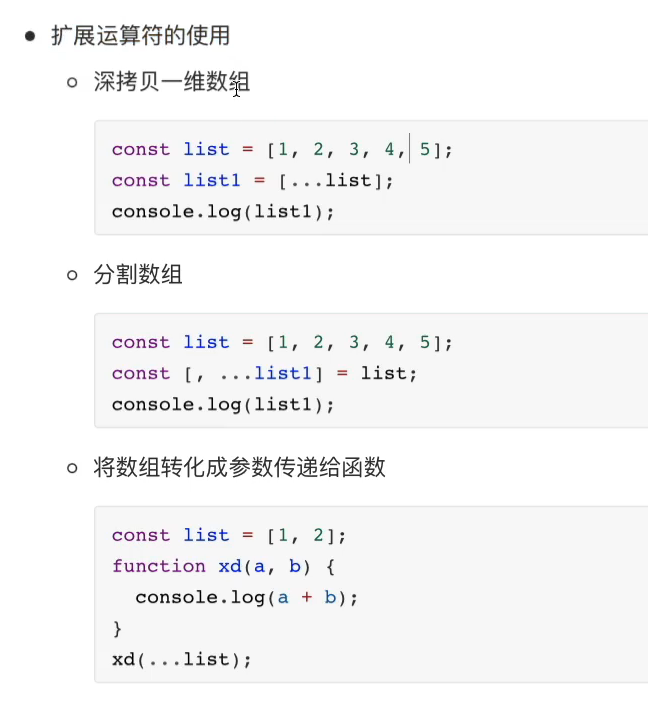 扩展运算符的使用
深拷贝一维数组
const list = [1, 2, 3, 4, 5];
const list1 = [...list];
console.log(list1);
分割数组
const list = [1, 2, 3, 4, 5];
const [, ...list1] = list;
console.log(list1);
将数组转化成参数传递给函数
const list = [1, 2];
function xd(a, b) {
  console.log(a + b);
}
xd(...list);